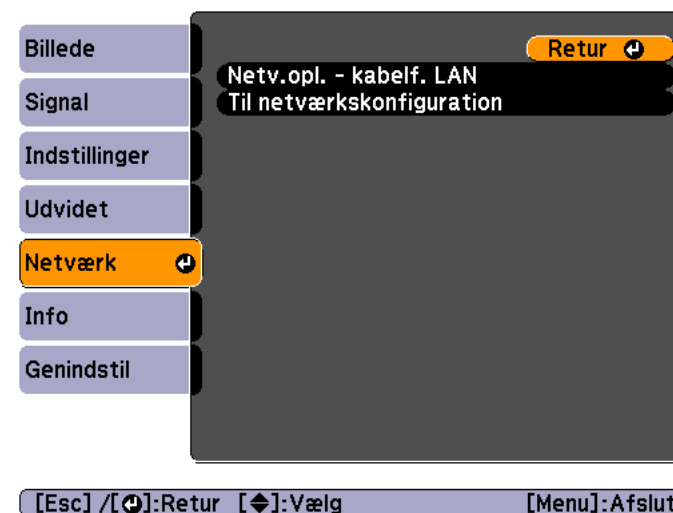 Billede
Signal
Indstillinger
Udvidet
Netværk
Info
Genindstil
Retur
Netv.opl. - kabelf. LAN
Til netværkskonfiguration
[Esc] /[⏎]:Retur [◆]:Vælg [Menu]:Afslut